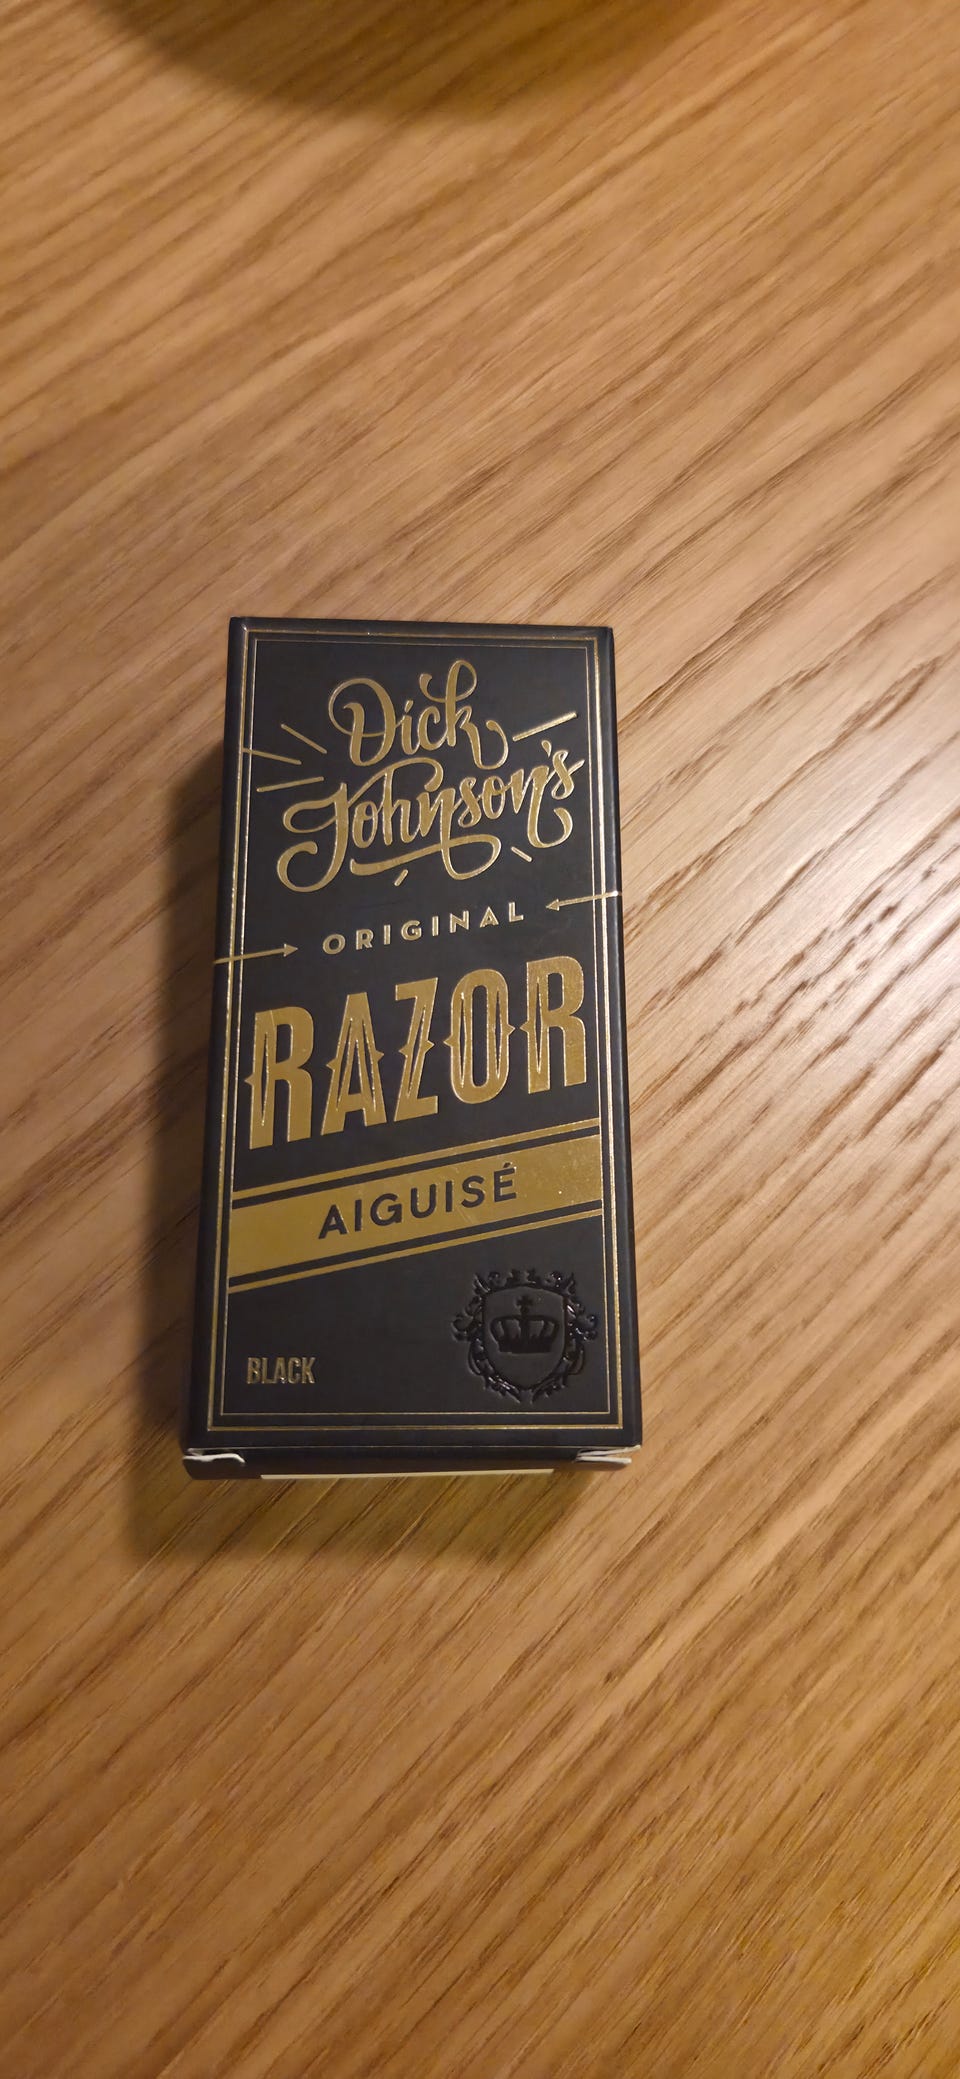 Dick
Johnson's
ORIGINAL
RAZOR
AIGUISÉ
BLACK